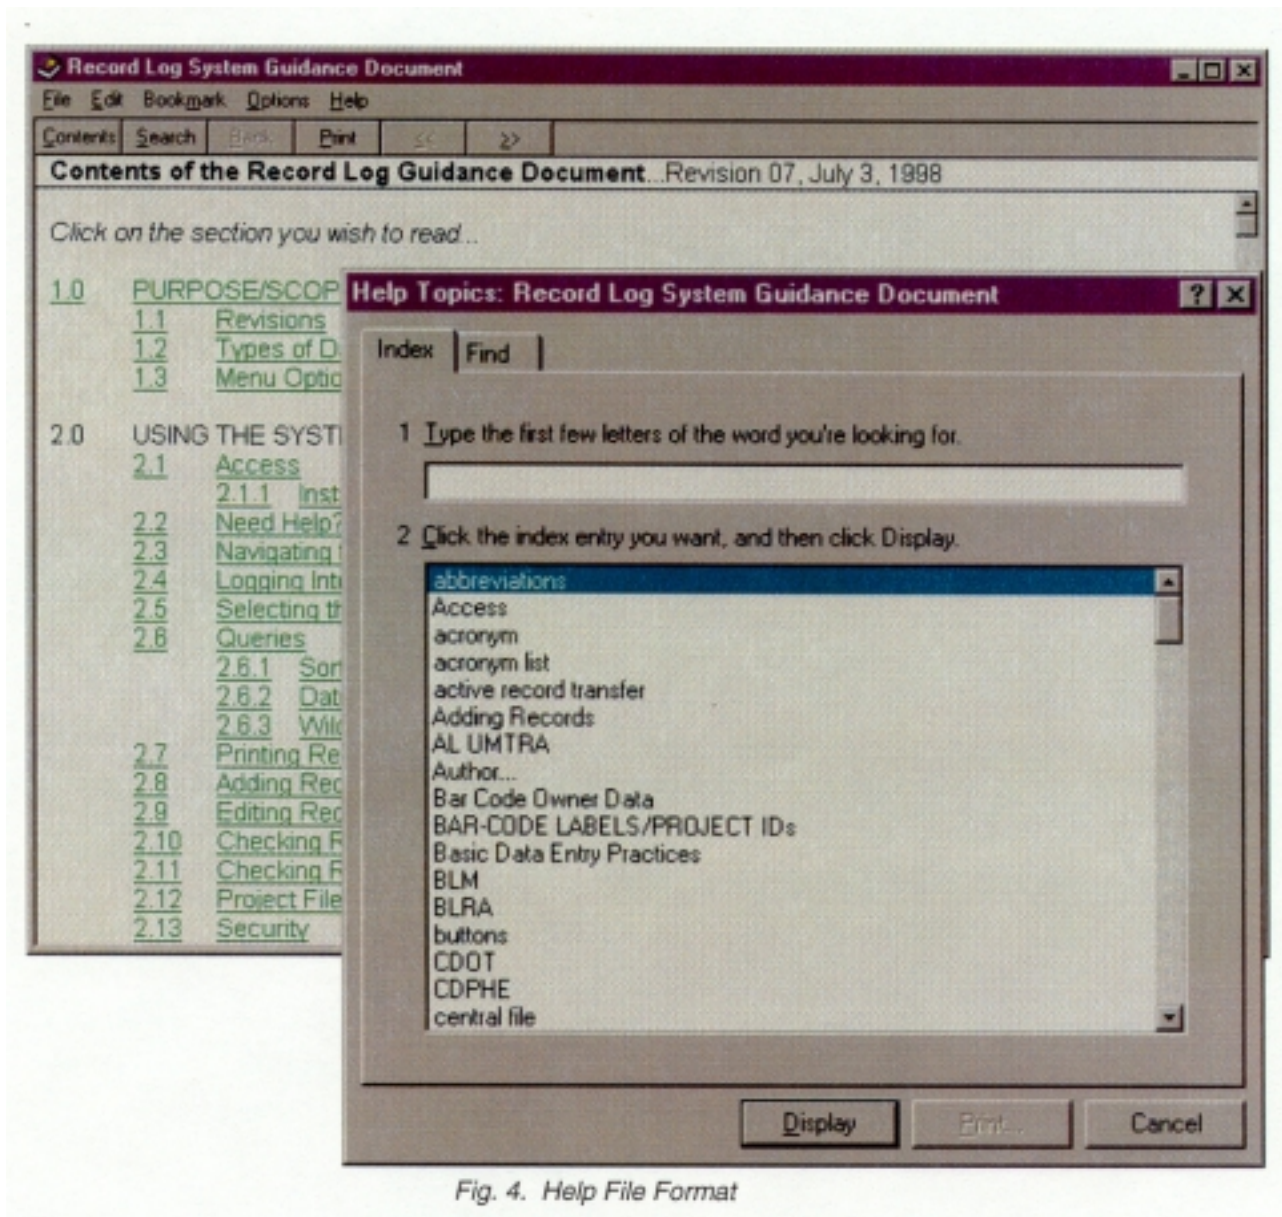 Record Log System Guidance Document
File Edit Bookmark Options Help
Contents Search Back Print << >>
Contents of the Record Log Guidance Document...Revision 07, July 3, 1998
Click on the section you wish to read...
1.0 PURPOSE/SCOP
1.1 Revisions
1.2 Types of D
1.3 Menu Optio
2.0 USING THE SYST
2.1 Access
2.1.1 Inst
2.2 Need Help?
2.3 Navigating
2.4 Logging Int
2.5 Selecting th
2.6 Queries
2.6.1 Sor
2.6.2 Dat
2.6.3 Wild
2.7 Printing Re
2.8 Adding Rec
2.9 Editing Rec
2.10 Checking R
2.11 Checking R
2.12 Project File
2.13 Security
Help Topics: Record Log System Guidance Document
Index Find
1 Type the first few letters of the word you're looking for.
2 Click the index entry you want, and then click Display.
abbreviations
Access
acronym
acronym list
active record transfer
Adding Records
AL UMTRA
Author...
Bar Code Owner Data
BAR-CODE LABELS/PROJECT IDs
Basic Data Entry Practices
BLM
BLRA
buttons
CDOT
CDPHE
central file
Display Print... Cancel
Fig. 4. Help File Format